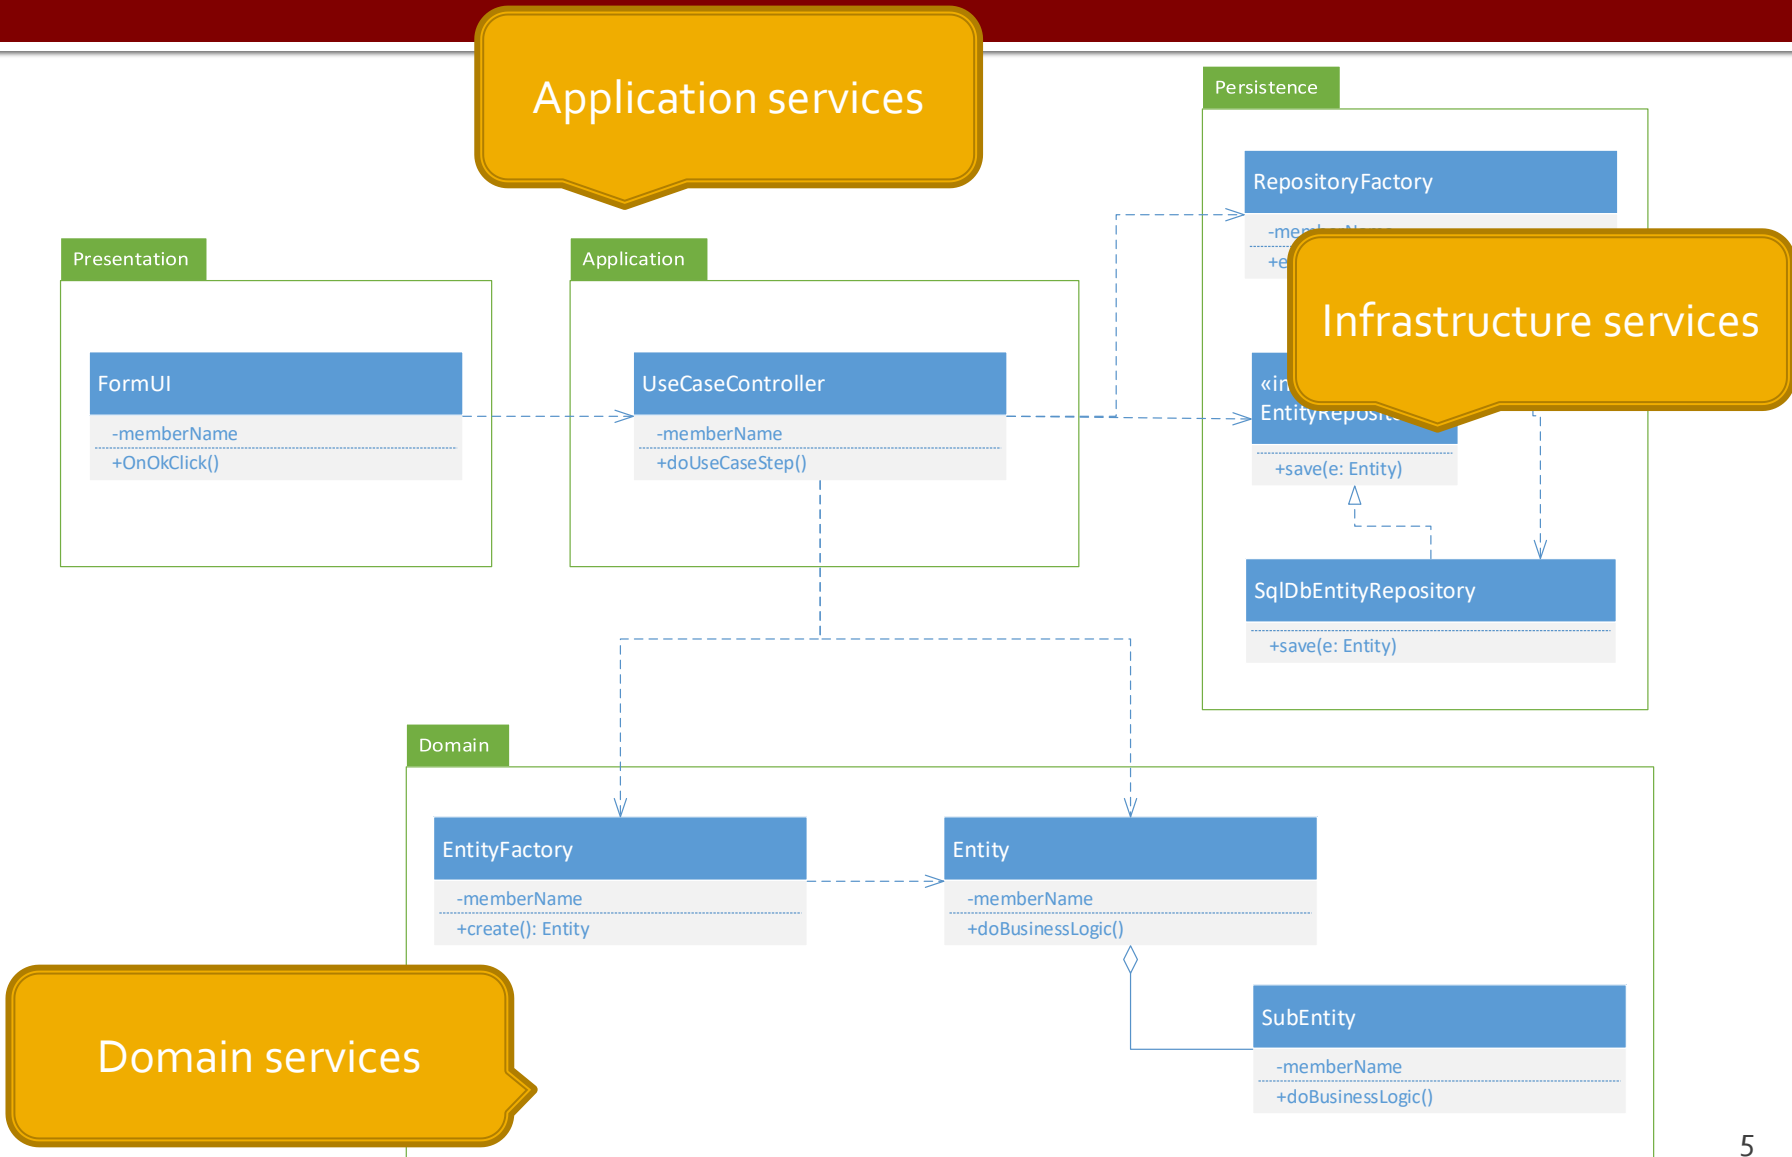 Application services
Persistence
RepositoryFactory
Infrastructure services
EntityReposit
+save(e: Entity)
SqlDbEntityRepository
+save(e: Entity)
Presentation
FormUI
-memberName
+OnOkClick()
Application
UseCaseController
-memberName
+doUseCaseStep()
Domain
EntityFactory
-memberName
+create(): Entity
Entity
-memberName
+doBusinessLogic()
SubEntity
-memberName
+doBusinessLogic()
Domain services
5